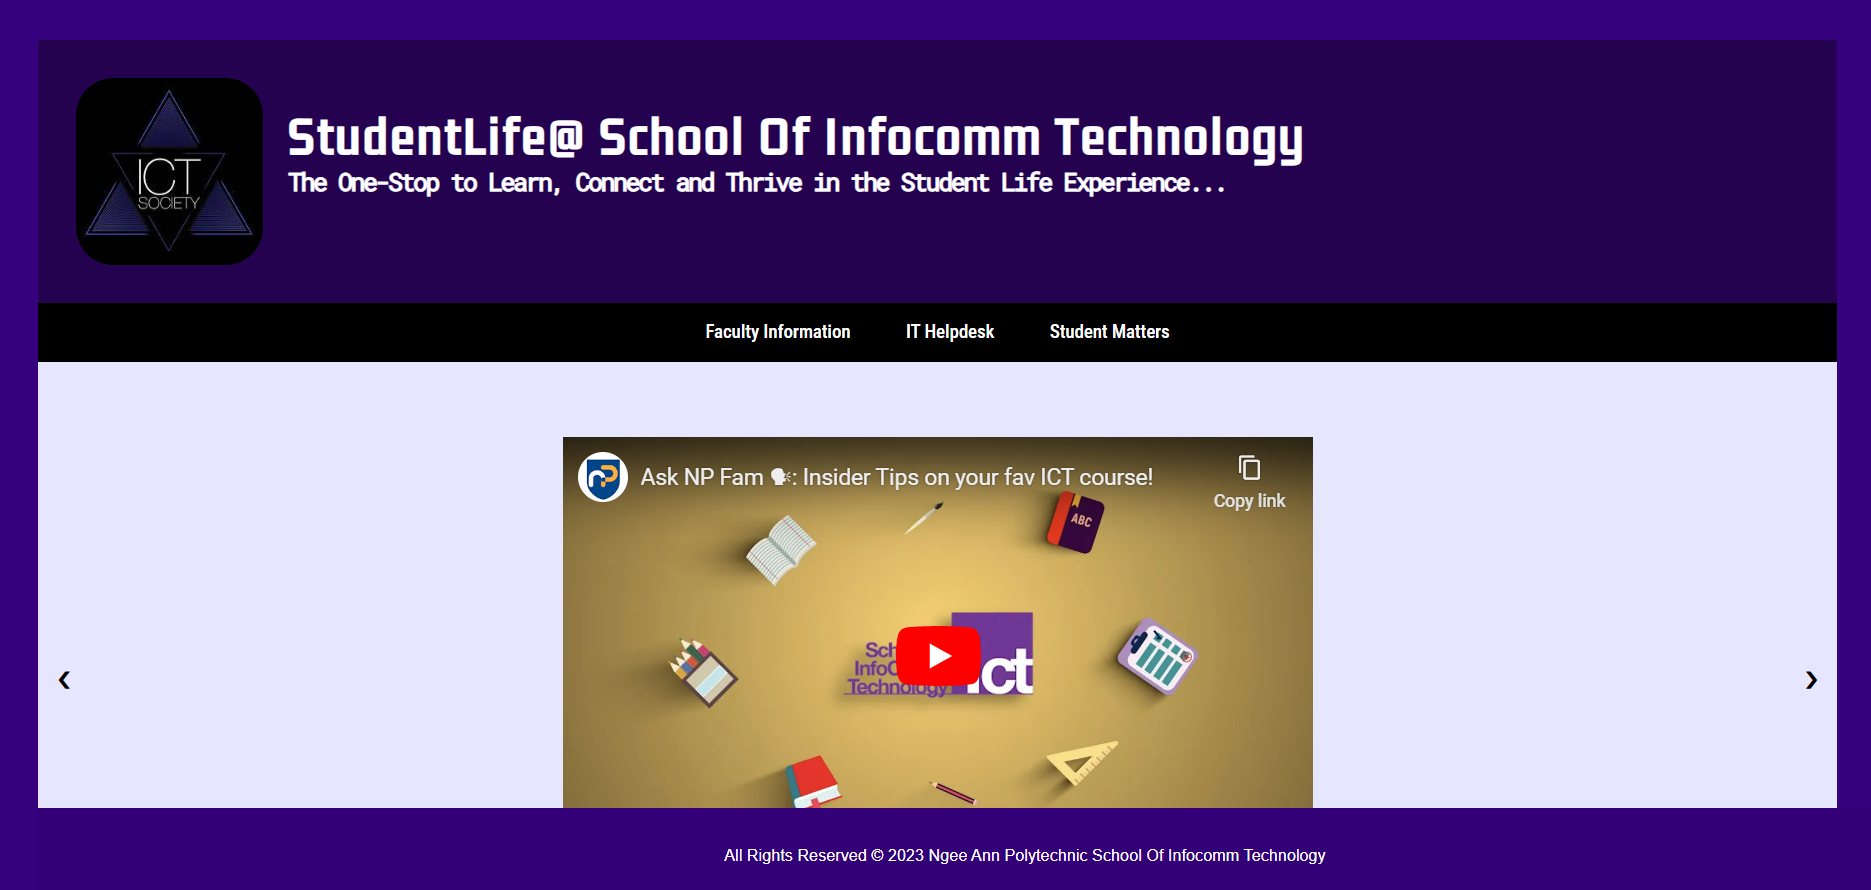 ICT
SOCIETY
StudentLife@ School Of Infocomm Technology
The One-Stop to Learn, Connect and Thrive in the Student Life Experience...
Faculty Information
IT Helpdesk
Student Matters
Ask NP Fam 🗣: Insider Tips on your fav ICT course!
Copy link
ABC
Technology
ict
All Rights Reserved © 2023 Ngee Ann Polytechnic School Of Infocomm Technology